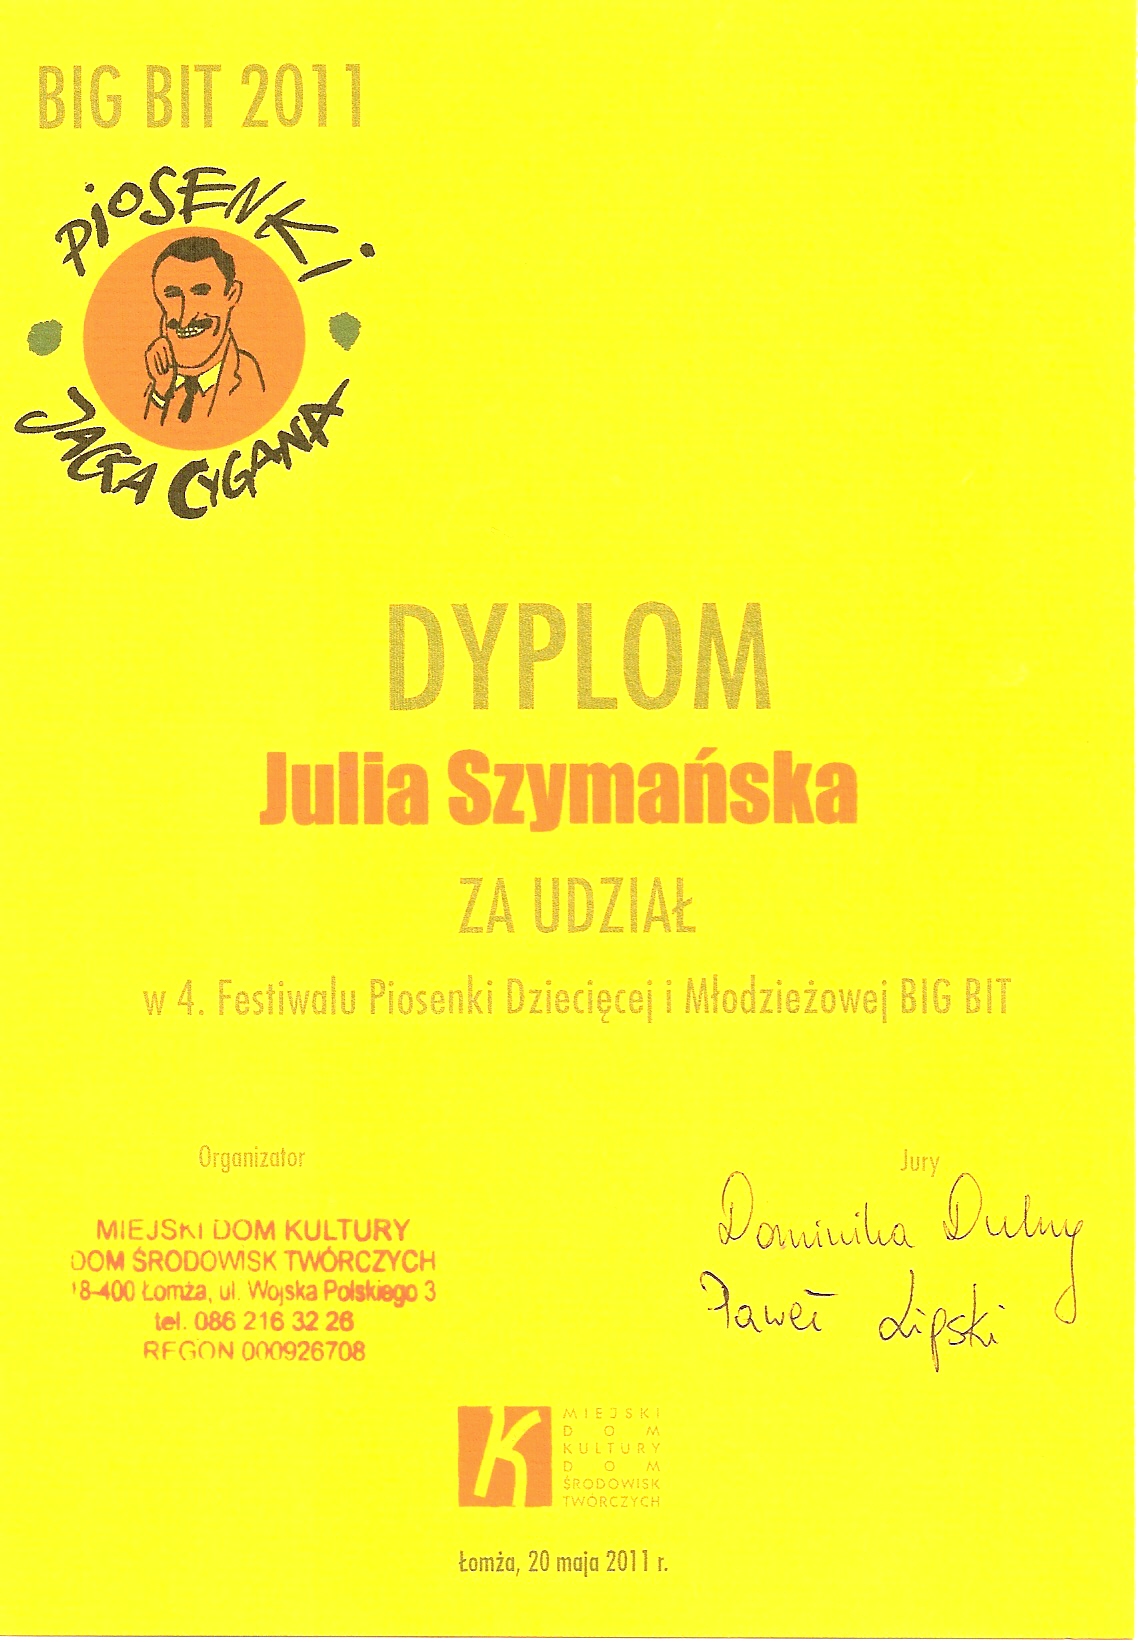 BIG BIT 2011
PIOSENKI
JACKA CYGANA
DYPLOM
Julia Szymańska
ZA UDZIAŁ
w 4. Festiwalu Piosenki Dziecięcej i Młodzieżowej BIG BIT
Organizator
Jury
MIEJSKI DOM KULTURY
DOM ŚRODOWISK TWÓRCZYCH
18-400 Łomża, ul. Wojska Polskiego 3
tel. 086 216 32 26
REGON 000926708
Dominika Dulny
Paweł Lipski
MIEJSKI
DOM
KULTURY
DOM
ŚRODOWISK
TWÓRCZYCH
Łomża, 20 maja 2011 r.